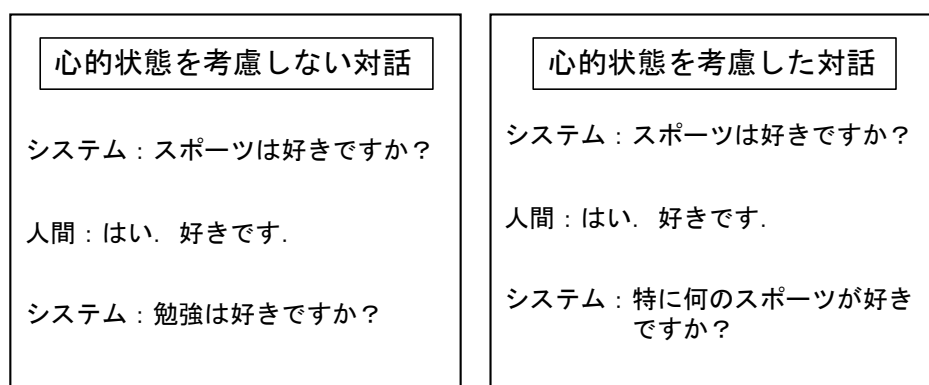 心的状態を考慮しない対話
システム：スポーツは好きですか？
人間：はい．好きです．
システム：勉強は好きですか？
心的状態を考慮した対話
システム：スポーツは好きですか？
人間：はい．好きです．
システム：特に何のスポーツが好き
ですか？